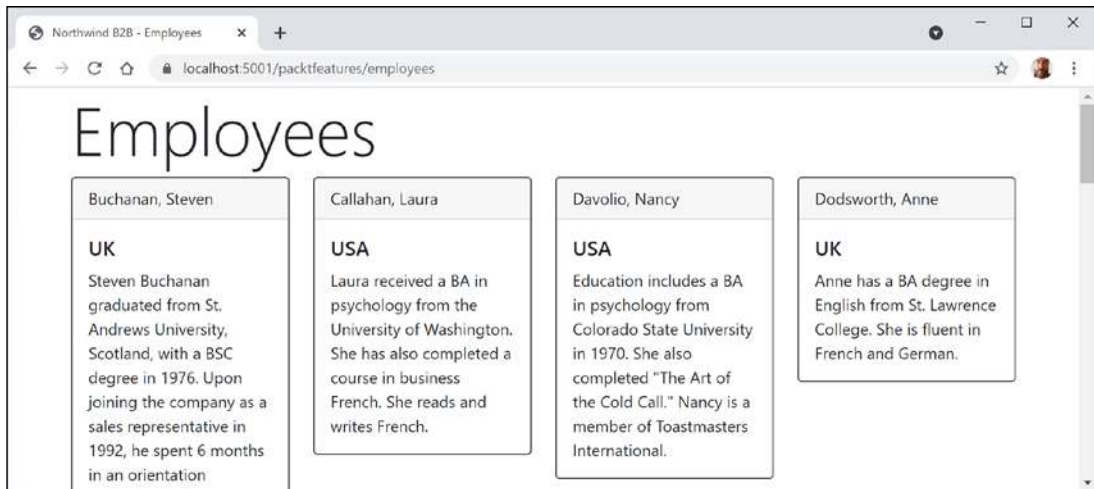 Northwind B2B - Employees
localhost:5001/packtfeatures/employees
Employees
Buchanan, Steven
UK
Steven Buchanan
graduated from St.
Andrews University,
Scotland, with a BSC
degree in 1976. Upon
joining the company as a
sales representative in
1992, he spent 6 months
in an orientation
Callahan, Laura
USA
Laura received a BA in
psychology from the
University of Washington.
She has also completed a
course in business
French. She reads and
writes French.
Davolio, Nancy
USA
Education includes a BA
in psychology from
Colorado State University
in 1970. She also
completed "The Art of
the Cold Call." Nancy is a
member of Toastmasters
International.
Dodsworth, Anne
UK
Anne has a BA degree in
English from St. Lawrence
College. She is fluent in
French and German.